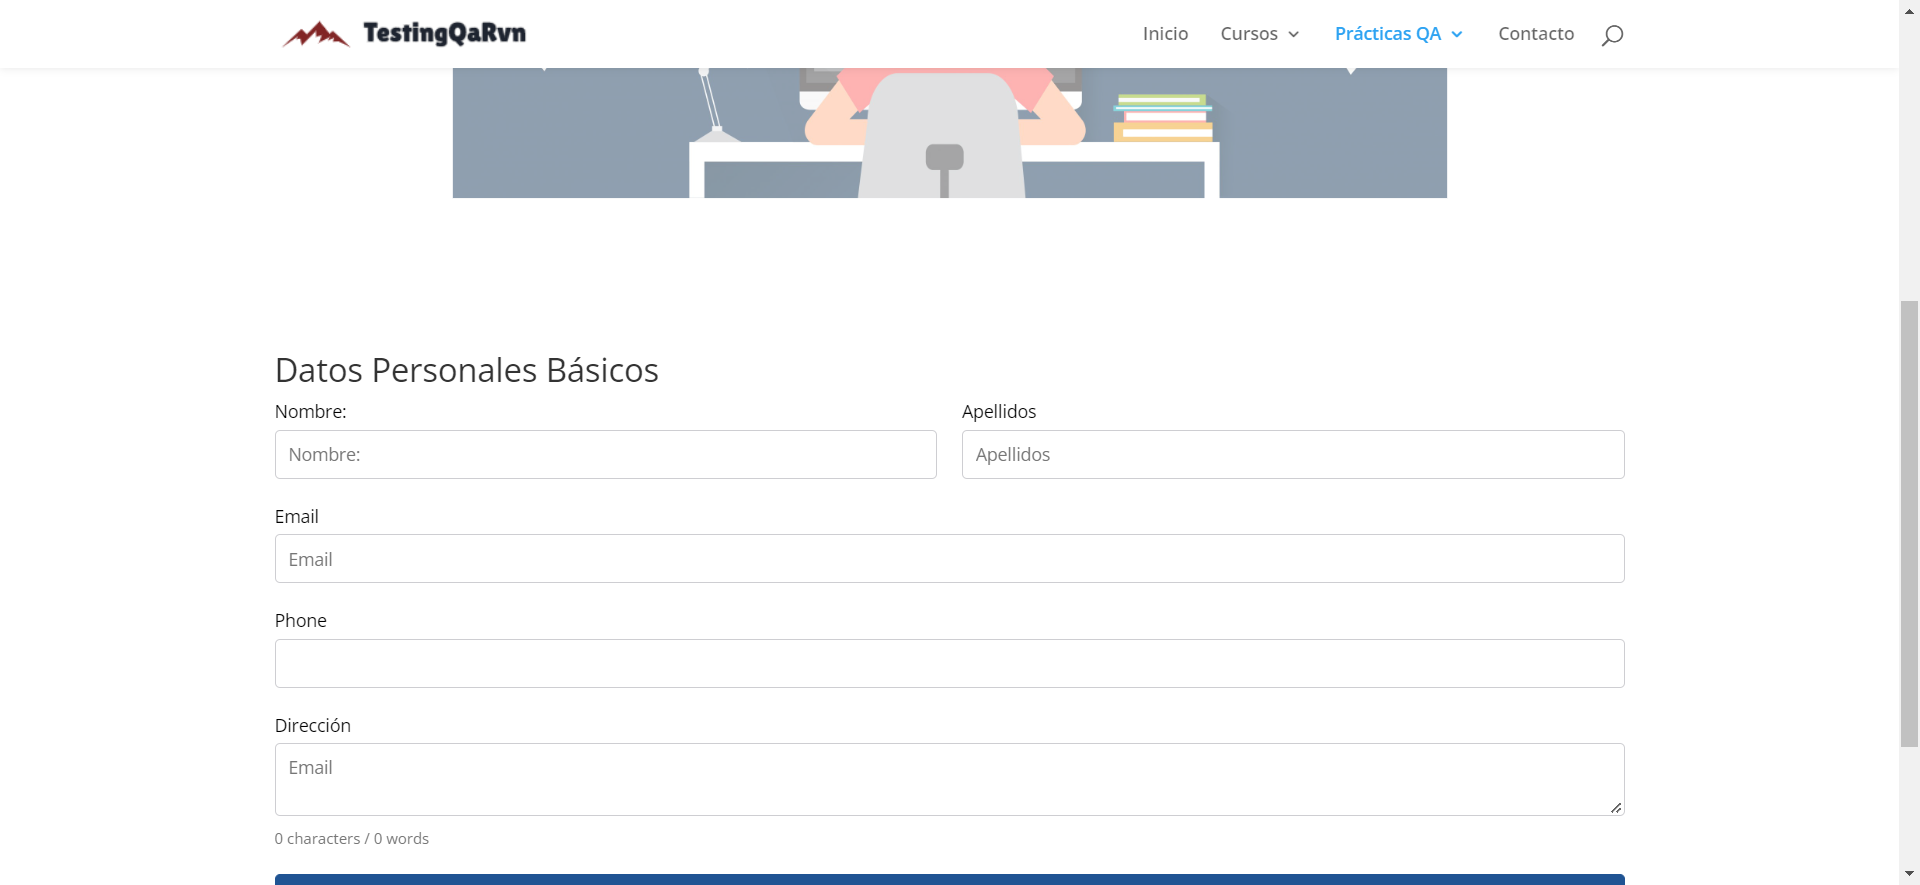 TestingQaRvn
Inicio
Cursos
Prácticas QA
Contacto
Datos Personales Básicos
Nombre:
Apellidos
Nombre:
Apellidos
Email
Email
Phone
Dirección
Email
0 characters / 0 words